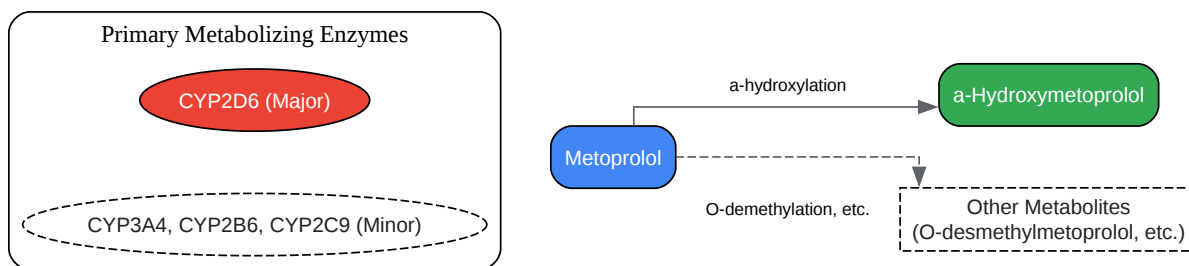 Primary Metabolizing Enzymes
CYP2D6 (Major)
CYP3A4, CYP2B6, CYP2C9 (Minor)
a-hydroxylation
a-Hydroxymetoprolol
Metoprolol
O-demethylation, etc.
Other Metabolites
(O-desmethylmetoprolol, etc.)